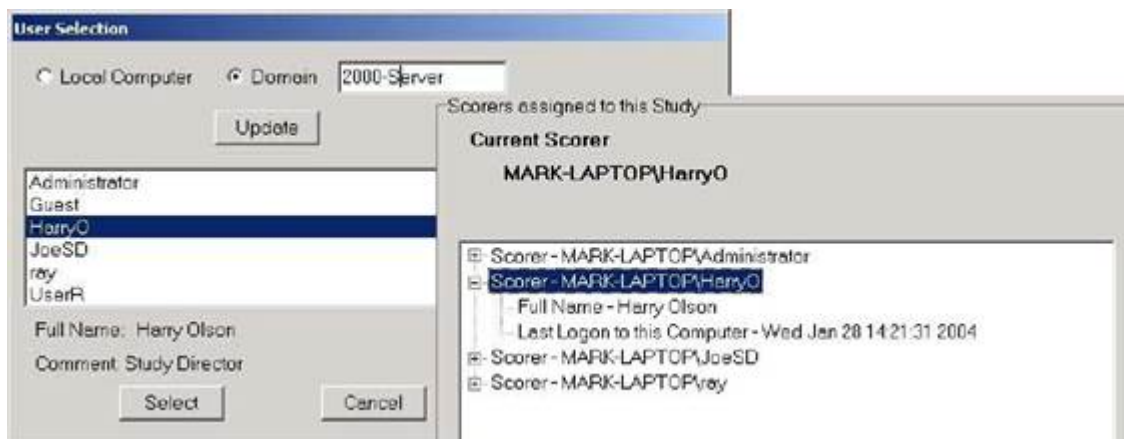 User Selection
Local Computer
Domain
2000-Server
Update
Administrator
Guest
HarryO
JoeSD
ray
UserR
Full Name: Harry Olson
Comment: Study Director
Select
Cancel
Scorers assigned to this Study
Current Scorer
MARK-LAPTOP\HarryO
Scorer - MARK-LAPTOP\Administrator
Scorer - MARK-LAPTOP\HarryO
Full Name - Harry Olson
Last Logon to this Computer - Wed Jan 28 14:21:31 2004
Scorer - MARK-LAPTOP\JoeSD
Scorer - MARK-LAPTOP\ray